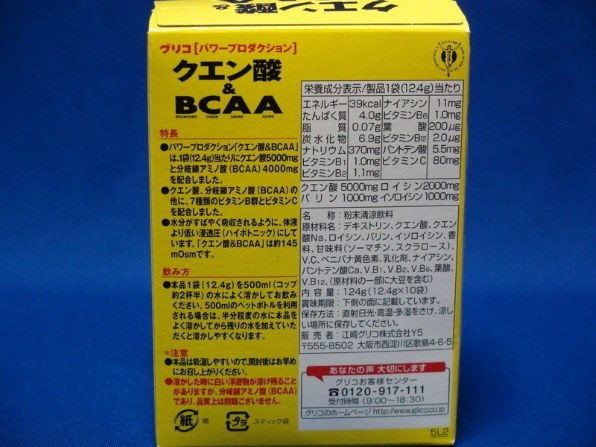 クエン酸&
BCAA
グリコ[パワープロダクション]
クエン酸
&
BCAA
BRANCHED CHAIN AMINO ACIDS
特長
●パワープロダクション「クエン酸&BCAA」
は、1袋(12.4g)当たりにクエン酸5000mg
と分岐鎖アミノ酸(BCAA)4000mg
を配合しました。
●クエン酸、分岐鎖アミノ酸(BCAA)の
他に、7種類のビタミンB群とビタミンC
を配合しました。
●水分がすばやく吸収されるように、体液
より低い浸透圧(ハイポトニック)にし
ています。「クエン酸&BCAA」は約145
mOsmです。
飲み方
●本品1袋(12.4g)を500ml(コップ
約2杯半)の水によく溶かしてお飲み
ください。500mlのペットボトルを利用
される場合は、半分程度の水に本品を
よく溶かしてから残りの水を加えていた
だくと溶かしやすくなります。
*注意
●本品は吸湿しやすいので、開封後はお早めに
お召し上がりください。
●溶かした時に白い浮遊物が溶け残ること
がありますが、分岐鎖アミノ酸(BCAA)で
あり、品質上は問題ございません。
紙
箱
プラ
スティック袋
栄養成分表示/製品1袋(12.4g)当たり
エネルギー 39kcal ナイアシン 11mg
たんぱく質 4.0g ビタミンB6 1.0mg
脂質 0.07g 葉酸 200μg
炭水化物 6.9g ビタミンB12 2.0μg
ナトリウム 370mg パントテン酸 5.5mg
ビタミンB1 1.0mg ビタミンC 80mg
ビタミンB2 1.1mg
クエン酸 5000mg ロイシン 2000mg
バリン 1000mg イソロイシン 1000mg
名称:粉末清涼飲料
原材料名:デキストリン、クエン酸、クエン
酸Na、ロイシン、バリン、イソロイシン、香
料、甘味料(ソーマチン、スクラロース)、
V.C、ベニバナ黄色素、乳化剤、ナイアシン、
パントテン酸Ca、V.B1、V.B2、V.B6、葉酸、
V.B12、(原材料の一部に大豆を含む)
内容量:124g(12.4g×10袋)
賞味期限:下側の面に記載しています。
保存方法:直射日光・高温・多湿をさけ、涼し
い場所に保存してください。
販売者:江崎グリコ株式会社Y5
〒555-8502 大阪市西淀川区歌島4-6-5
あなたの声 大切にします
グリコお客様センター
0120-917-111
受付時間(9:00~18:30)
グリコのホームページ http://www.glico.co.jp
5L2